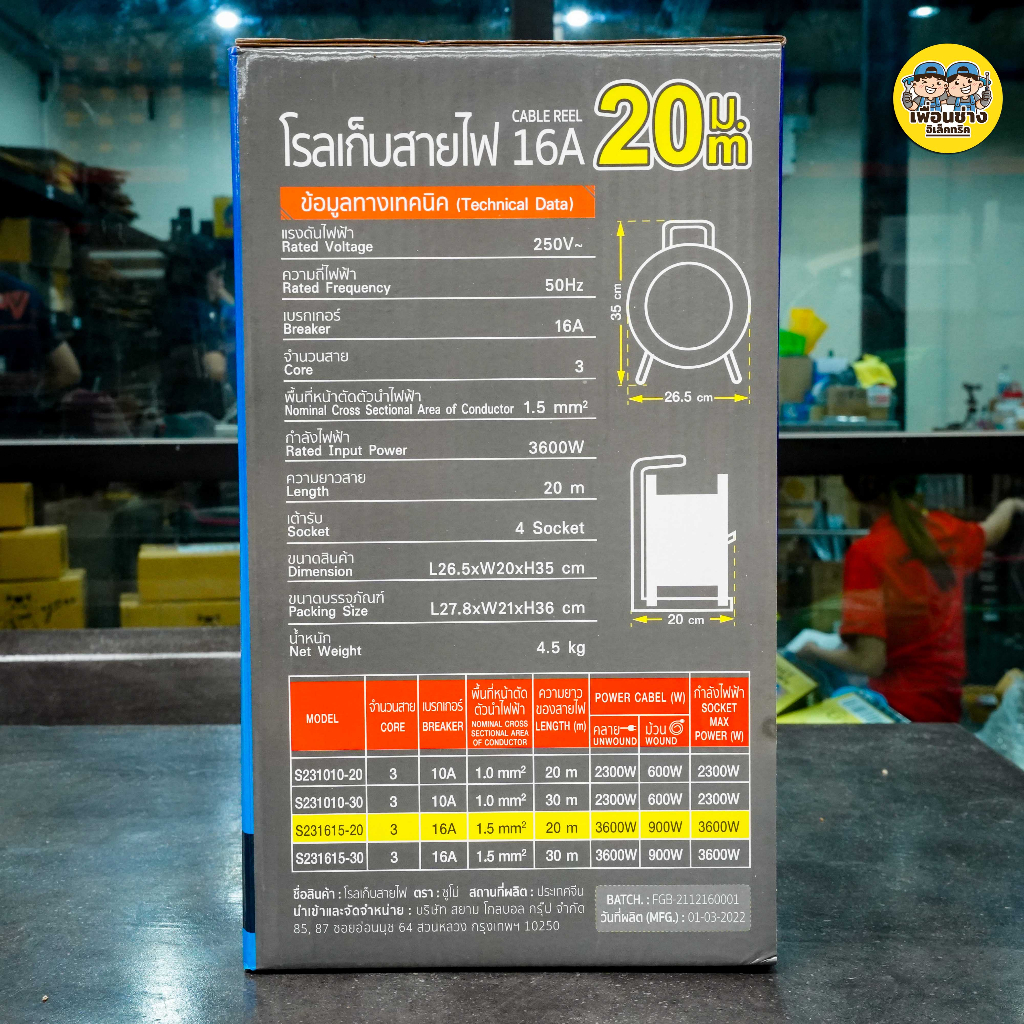 เพื่อนช่าง
อิเล็คทริค
โรลเก็บสายไฟ CABLE REEL 16A 20 ม. m
ข้อมูลทางเทคนิค (Technical Data)
แรงดันไฟฟ้า
Rated Voltage 250V~
ความถี่ไฟฟ้า
Rated Frequency 50Hz
เบรกเกอร์
Breaker 16A
จำนวนสาย
Core 3
พื้นที่หน้าตัดตัวนำไฟฟ้า
Nominal Cross Sectional Area of Conductor 1.5 mm²
กำลังไฟฟ้า
Rated Input Power 3600W
ความยาวสาย
Length 20 m
เต้ารับ
Socket 4 Socket
ขนาดสินค้า
Dimension L26.5xW20xH35 cm
ขนาดบรรจุภัณฑ์
Packing Size L27.8xW21xH36 cm
น้ำหนัก
Net Weight 4.5 kg
35 cm
26.5 cm
20 cm
MODEL จำนวนสาย CORE เบรกเกอร์ BREAKER พื้นที่หน้าตัดตัวนำไฟฟ้า NOMINAL CROSS SECTIONAL AREA OF CONDUCTOR ความยาวของสายไฟ LENGTH (m) POWER CABEL (W) คลาย UNWOUND ม้วน WOUND กำลังไฟฟ้า SOCKET MAX POWER (W)
S231010-20 3 10A 1.0 mm² 20 m 2300W 600W 2300W
S231010-30 3 10A 1.0 mm² 30 m 2300W 600W 2300W
S231615-20 3 16A 1.5 mm² 20 m 3600W 900W 3600W
S231615-30 3 16A 1.5 mm² 30 m 3600W 900W 3600W
ชื่อสินค้า : โรลเก็บสายไฟ ตรา : ซูโม่ สถานที่ผลิต : ประเทศจีน
นำเข้าและจัดจำหน่าย : บริษัท สยาม โกลบอล กรุ๊ป จำกัด
85, 87 ซอยอ่อนนุช 64 สวนหลวง กรุงเทพฯ 10250
BATCH. : FGB-2112160001
วันที่ผลิต (MFG.) : 01-03-2022